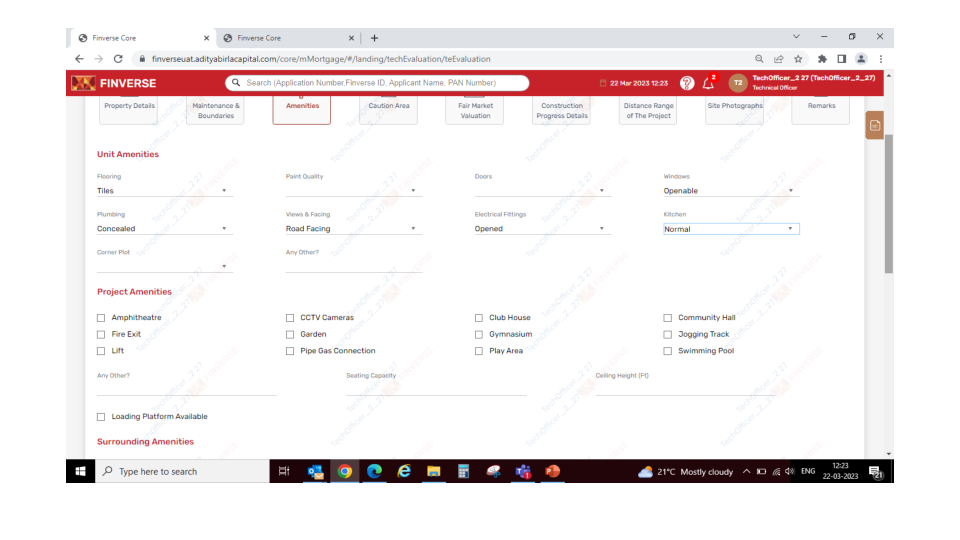 Finverse Core
Finverse Core
finverseuat.adityabirlacapital.com/core/mMortgage/#/landing/techEvaluation/teEvaluation
FINVERSE
Search (Application Number,Finverse ID, Applicant Name, PAN Number)
22 Mar 2023 12:23
2
T2
TechOfficer_2 27 (TechOfficer_2_27)
Technical Officer
Property Details
Maintenance &
Boundaries
Amenities
Caution Area
Fair Market
Valuation
Construction
Progress Details
Distance Range
of The Project
Site Photographs
Remarks
Unit Amenities
Flooring
Paint Quality
Doors
Windows
Tiles
Openable
Plumbing
Views & Facing
Electrical Fittings
Kitchen
Concealed
Road Facing
Opened
Normal
Corner Plot
Any Other?
Project Amenities
Amphitheatre
CCTV Cameras
Club House
Community Hall
Fire Exit
Garden
Gymnasium
Jogging Track
Lift
Pipe Gas Connection
Play Area
Swimming Pool
Any Other?
Seating Capacity
Ceiling Height (Ft)
Loading Platform Available
Surrounding Amenities
Type here to search
21°C Mostly cloudy
ENG
12:23
22-03-2023
21